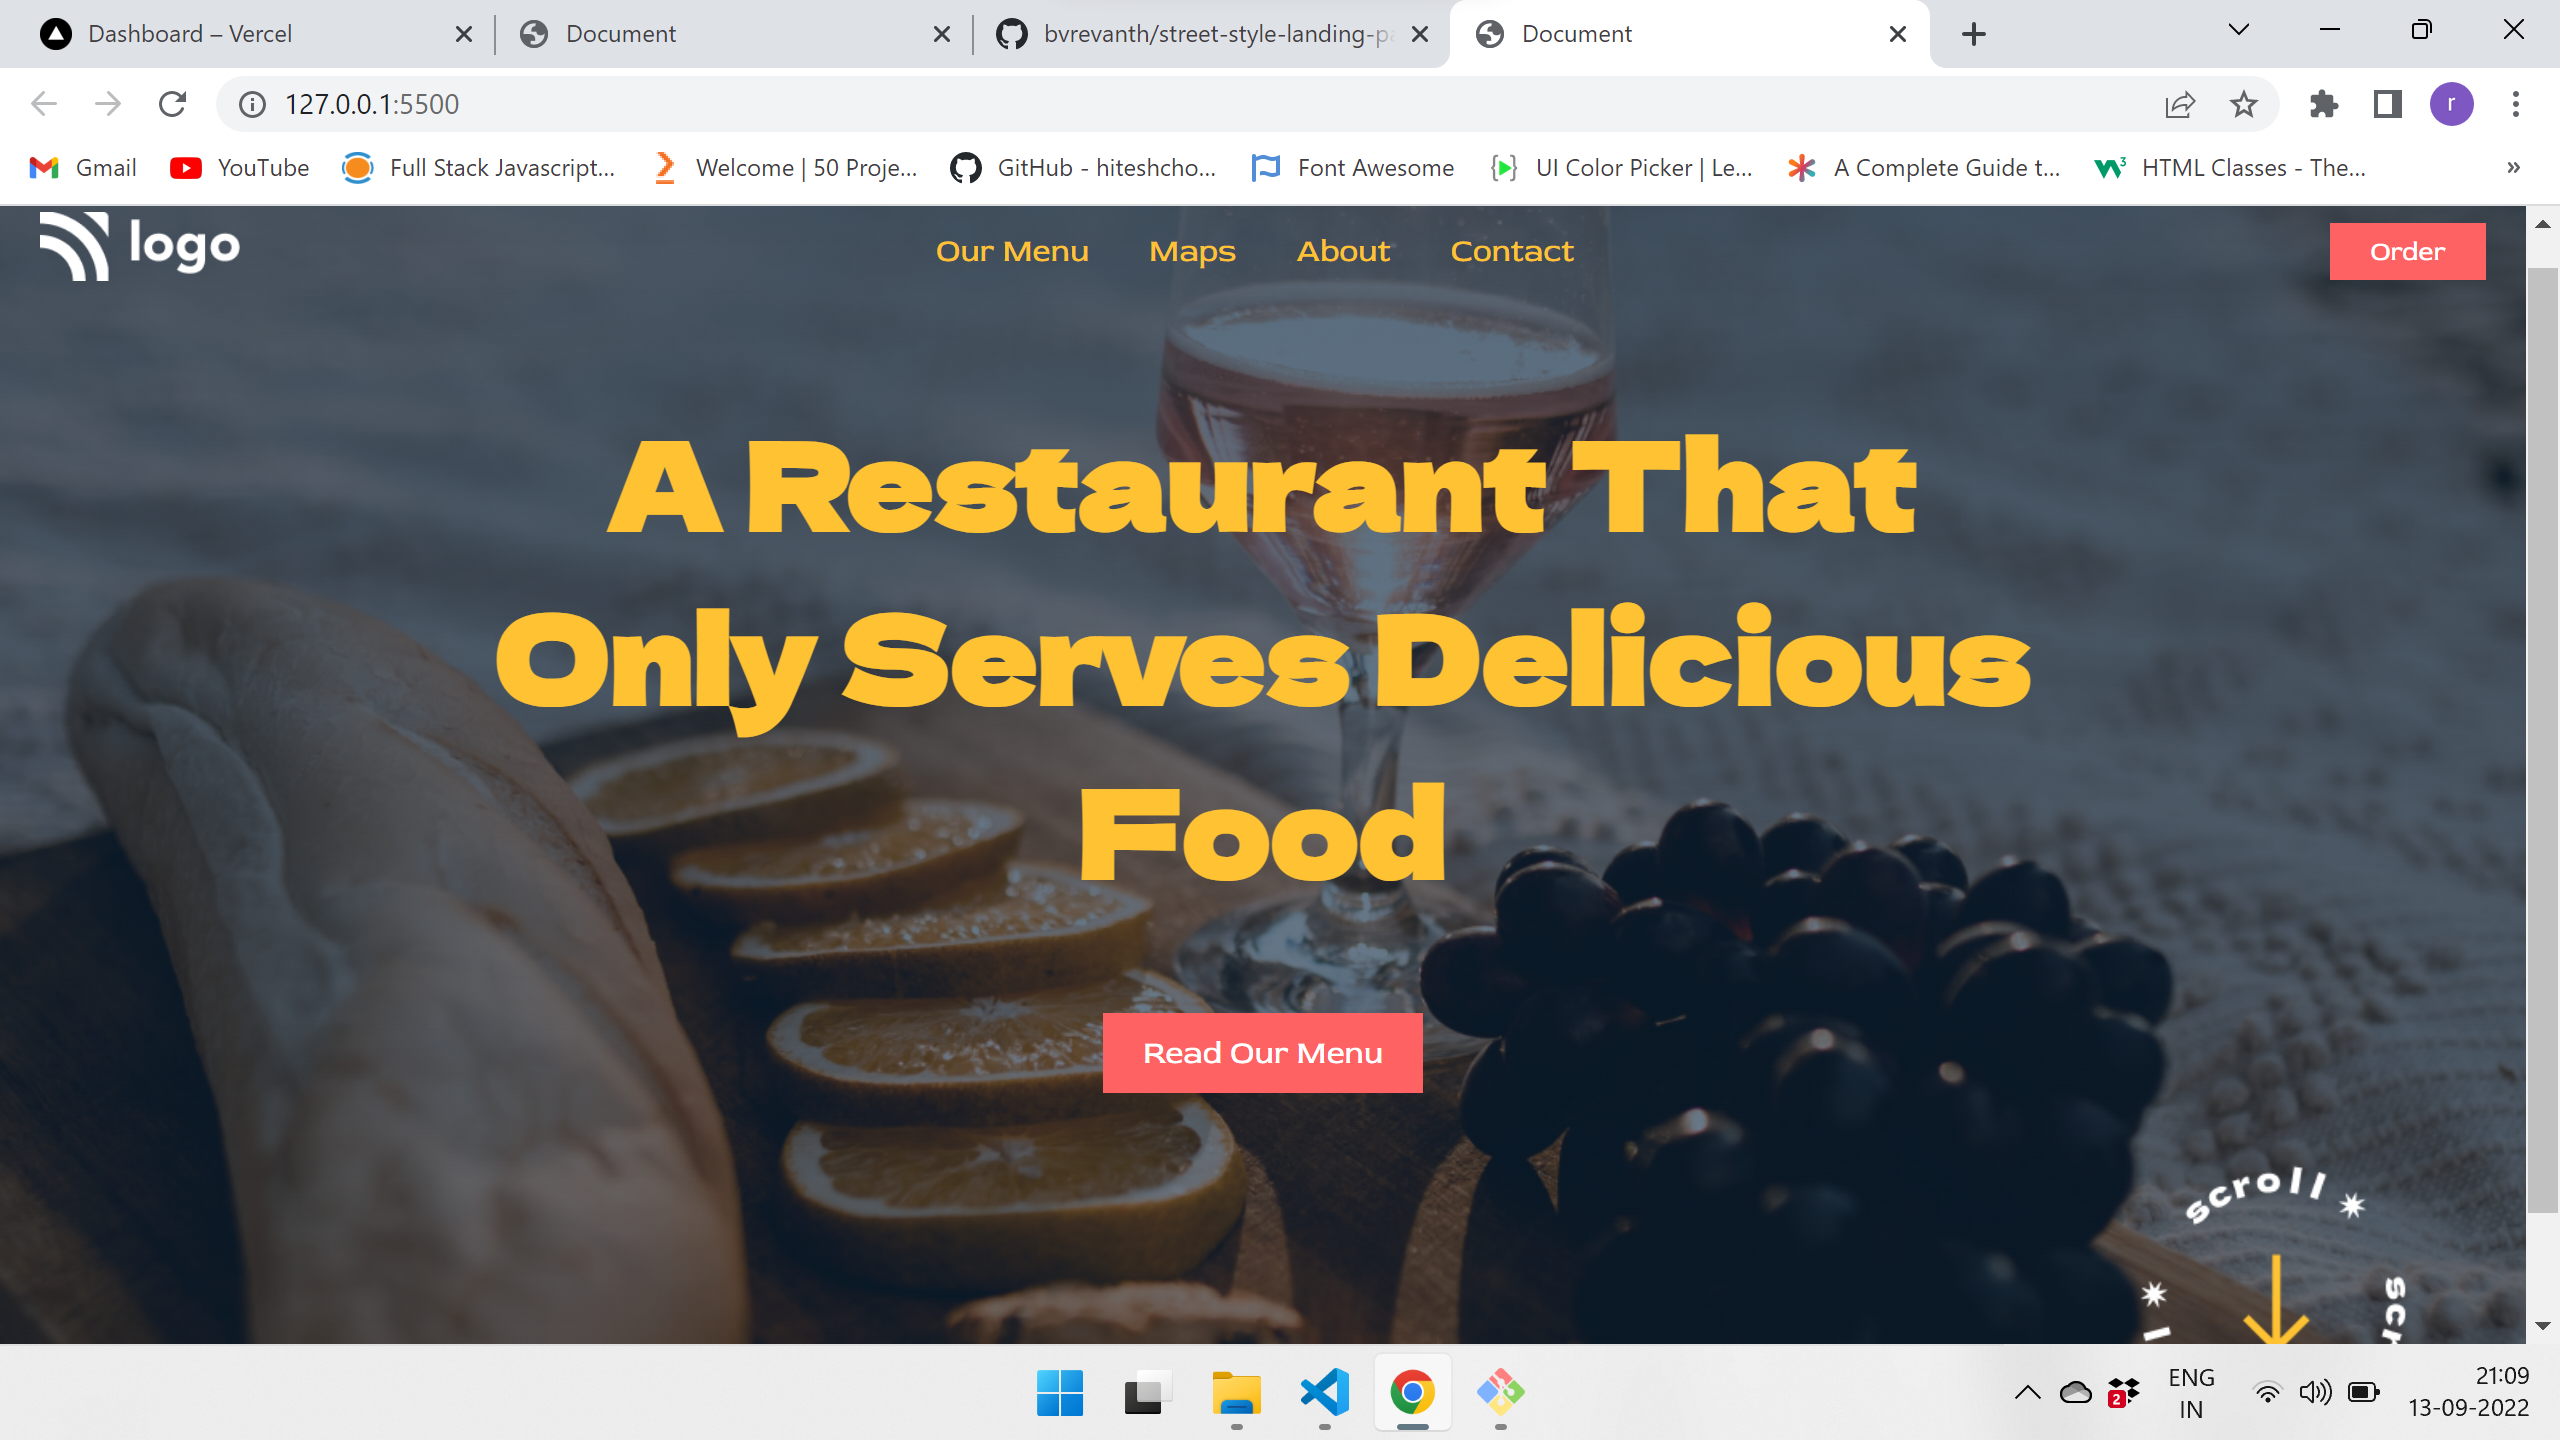 Dashboard – Vercel
Document
bvrevanth/street-style-landing-pa
Document
127.0.0.1:5500
r
Gmail
YouTube
Full Stack Javascript...
Welcome | 50 Proje...
GitHub - hiteshcho...
Font Awesome
UI Color Picker | Le...
A Complete Guide t...
HTML Classes - The...
»
logo
Our Menu
Maps
About
Contact
Order
A Restaurant That
Only Serves Delicious
Food
Read Our Menu
scroll
scr
l
2
ENG
IN
21:09
13-09-2022